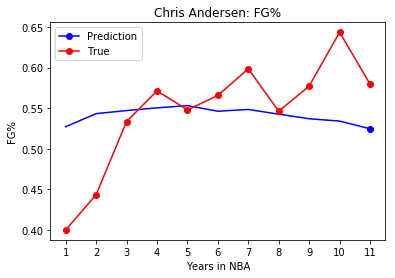 Chris Andersen: FG%
Prediction
True
0.65
0.60
0.55
0.50
0.45
0.40
FG%
1 2 3 4 5 6 7 8 9 10 11
Years in NBA